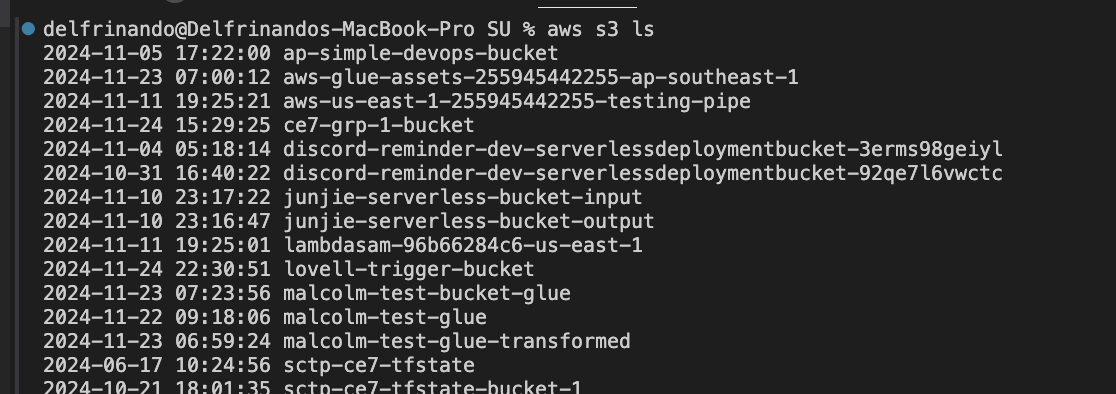 delfrinando@Delfrinandos-MacBook-Pro SU % aws s3 ls
2024-11-05 17:22:00 ap-simple-devops-bucket
2024-11-23 07:00:12 aws-glue-assets-255945442255-ap-southeast-1
2024-11-11 19:25:21 aws-us-east-1-255945442255-testing-pipe
2024-11-24 15:29:25 ce7-grp-1-bucket
2024-11-04 05:18:14 discord-reminder-dev-serverlessdeploymentbucket-3erms98geiyl
2024-10-31 16:40:22 discord-reminder-dev-serverlessdeploymentbucket-92qe7l6vwctc
2024-11-10 23:17:22 junjie-serverless-bucket-input
2024-11-10 23:16:47 junjie-serverless-bucket-output
2024-11-11 19:25:01 lambdasam-96b66284c6-us-east-1
2024-11-24 22:30:51 lovell-trigger-bucket
2024-11-23 07:23:56 malcolm-test-bucket-glue
2024-11-22 09:18:06 malcolm-test-glue
2024-11-23 06:59:24 malcolm-test-glue-transformed
2024-06-17 10:24:56 sctp-ce7-tfstate
2024-10-21 18:01:35 sctp-ce7-tfstate-bucket-1